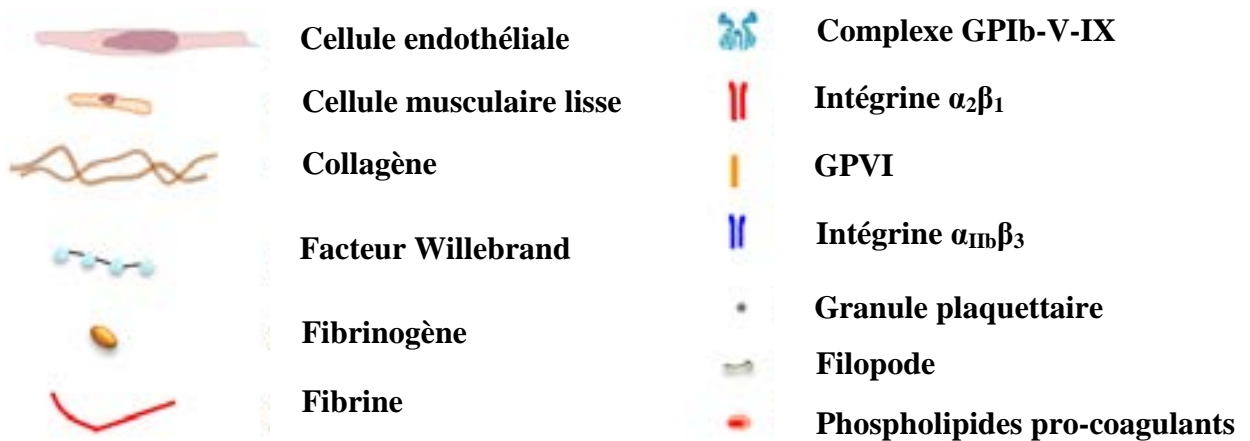 Cellule endothéliale
Cellule musculaire lisse
Collagène
Facteur Willebrand
Fibrinogène
Fibrine
Complexe GPIb-V-IX
Intégrine α₂β₁
GPVI
Intégrine α_IIbβ₃
Granule plaquettaire
Filopode
Phospholipides pro-coagulants